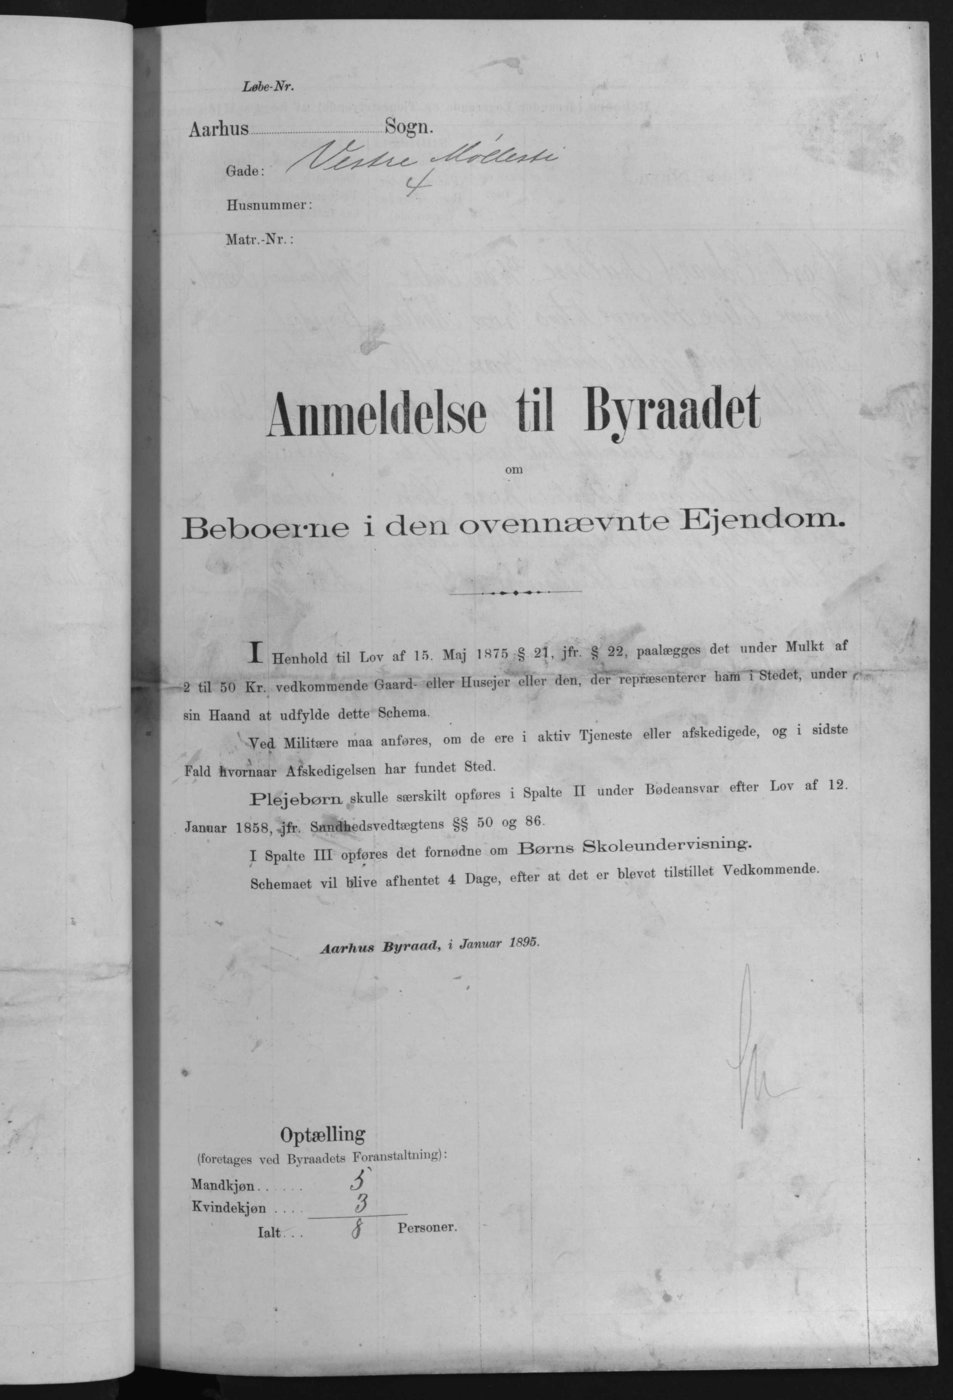 Løbe-Nr.
Aarhus Sogn.
Gade: Vestre Møllesti
4
Husnummer:
Matr.-Nr.:
Anmeldelse til Byraadet
om
Beboerne i den ovennævnte Ejendom.
I Henhold til Lov af 15. Maj 1875 § 21, jfr. § 22, paalægges det under Mulkt af
2 til 50 Kr. vedkommende Gaard- eller Husejer eller den, der repræsenterer ham i Stedet, under
sin Haand at udfylde dette Schema.
Ved Militære maa anføres, om de ere i aktiv Tjeneste eller afskedigede, og i sidste
Fald hvornaar Afskedigelsen har fundet Sted.
Plejebørn skulle særskilt opføres i Spalte II under Bødeansvar efter Lov af 12.
Januar 1858, jfr. Sundhedsvedtægtens §§ 50 og 86.
I Spalte III opføres det fornødne om Børns Skoleundervisning.
Schemaet vil blive afhentet 4 Dage, efter at det er blevet tilstillet Vedkommende.
Aarhus Byraad, i Januar 1895.
Optælling
(foretages ved Byraadets Foranstaltning):
Mandkjøn...... 5
Kvindekjøn .... 3
Ialt... 8 Personer.